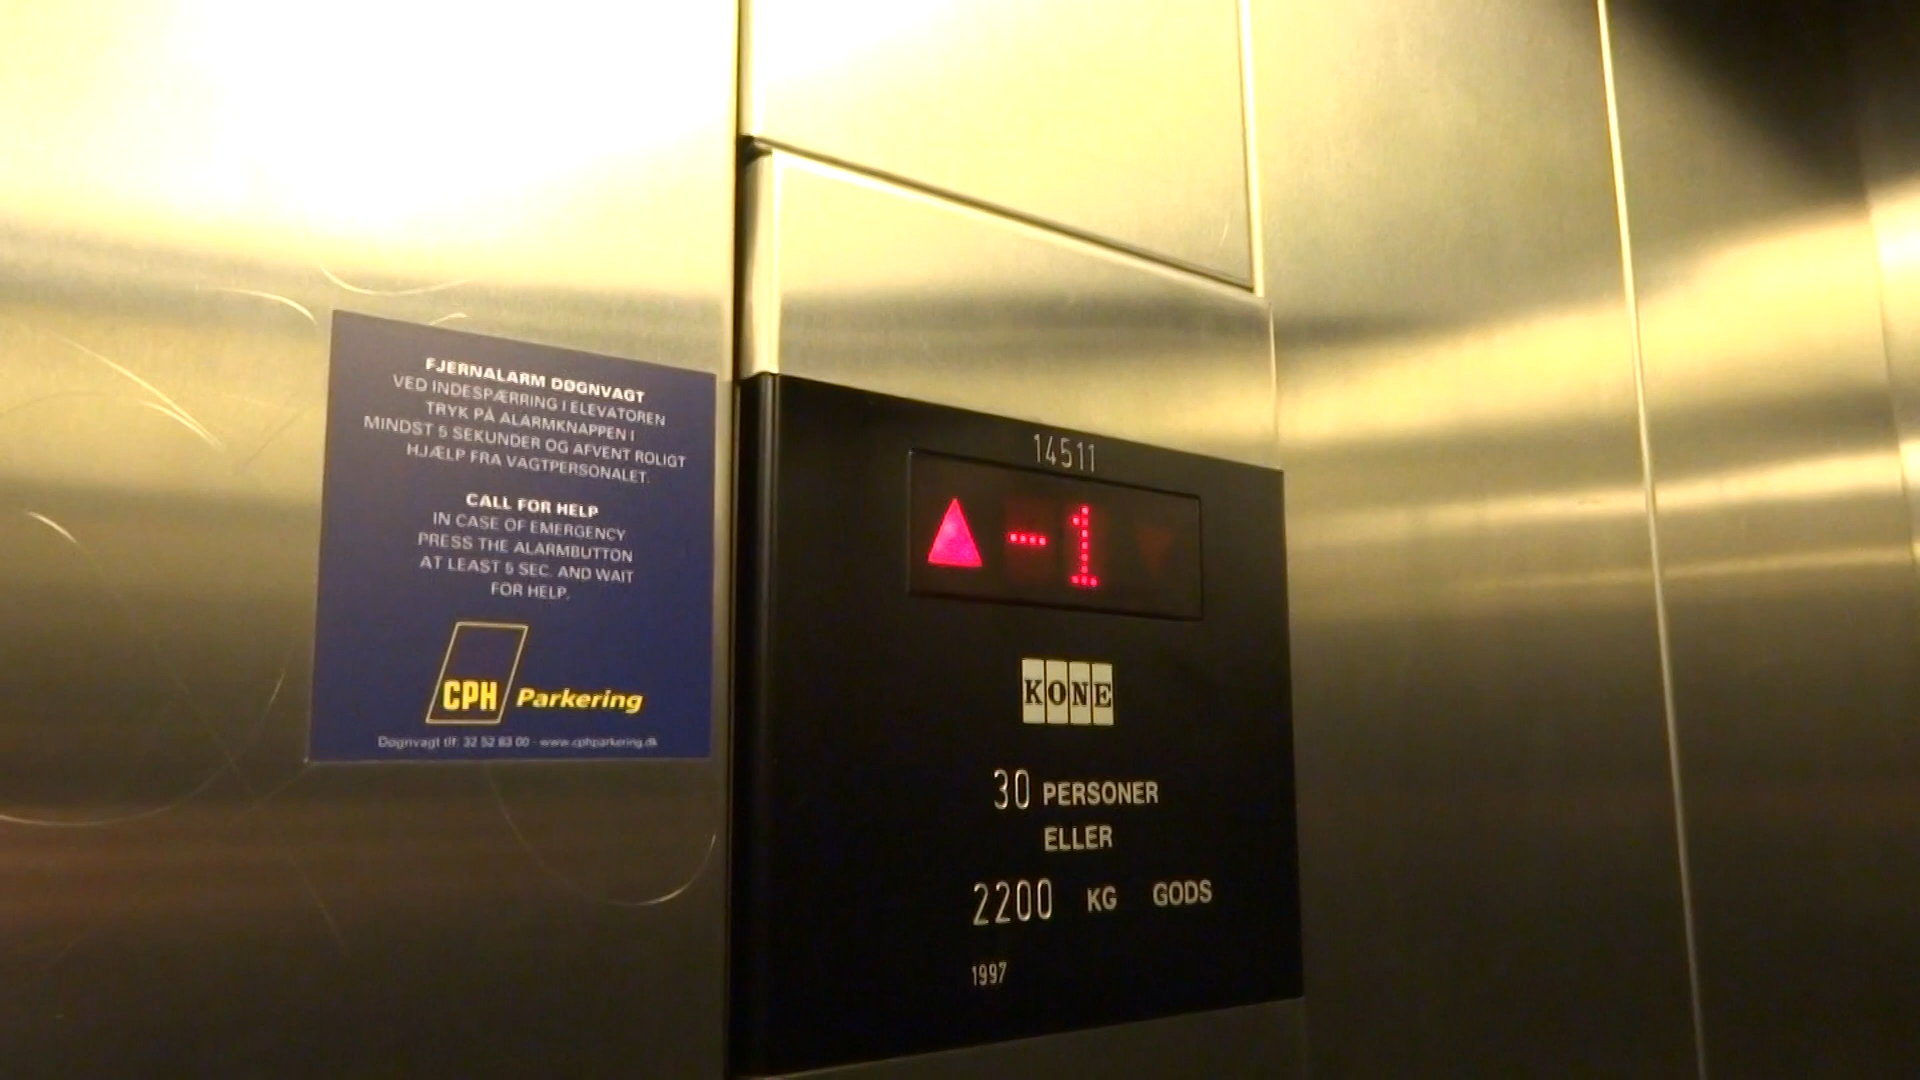 FJERNALARM DØGNVAGT
VED INDESPÆRRING I ELEVATOREN
TRYK PÅ ALARMKNAPPEN I
MINDST 5 SEKUNDER OG AFVENT ROLIGT
HJÆLP FRA VAGTPERSONALET.
CALL FOR HELP
IN CASE OF EMERGENCY
PRESS THE ALARMBUTTON
AT LEAST 5 SEC. AND WAIT
FOR HELP.
CPH Parkering
Døgnvagt tlf: 32 52 83 00 - www.cphparkering.dk
14511
-1
KONE
30 PERSONER
ELLER
2200 KG GODS
1997